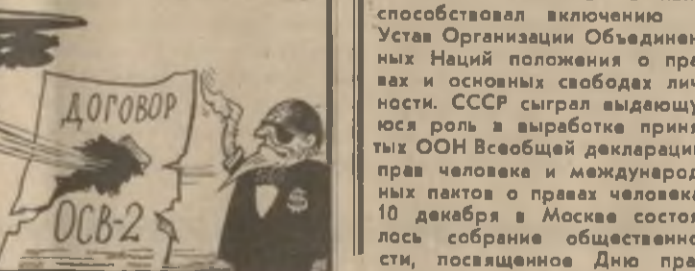 ДОГОВОР
ОСВ-2
способствовал включению
Устав Организации Объединен
ных Наций положения о пра
вах и основных свободах лич
ности. СССР сыграл выдающу
юся роль в выработке приня
тых ООН Всеобщей декларации
прав человека и международ
ных пактов о правах человека
10 декабря в Москве состоя
лось собрание общественно
сти, посвященное Дню пра